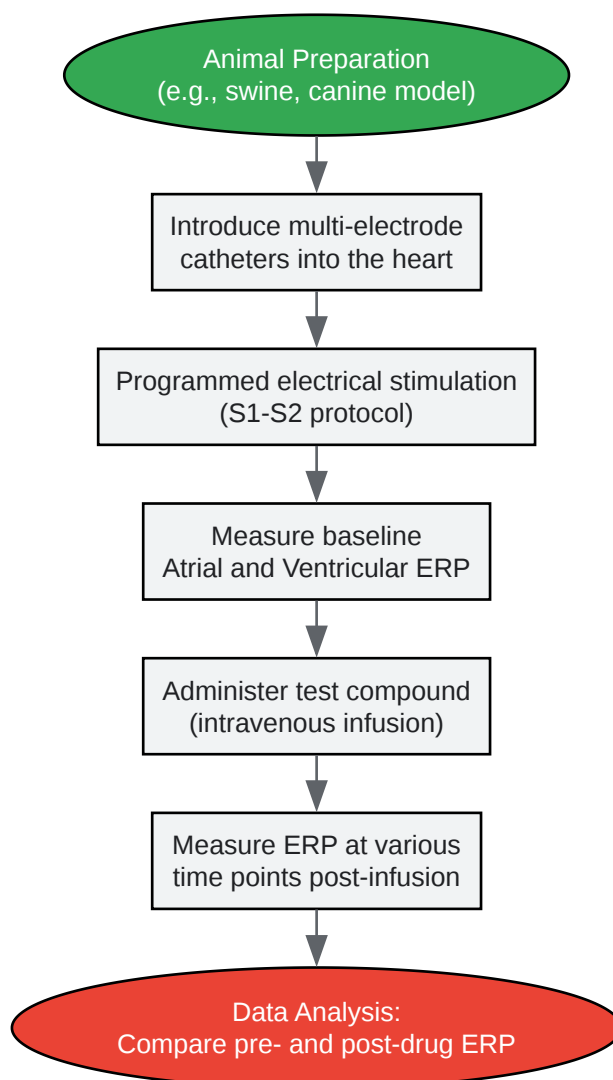 Animal Preparation
(e.g., swine, canine model)
Introduce multi-electrode
catheters into the heart
Programmed electrical stimulation
(S1-S2 protocol)
Measure baseline
Atrial and Ventricular ERP
Administer test compound
(intravenous infusion)
Measure ERP at various
time points post-infusion
Data Analysis:
Compare pre- and post-drug ERP